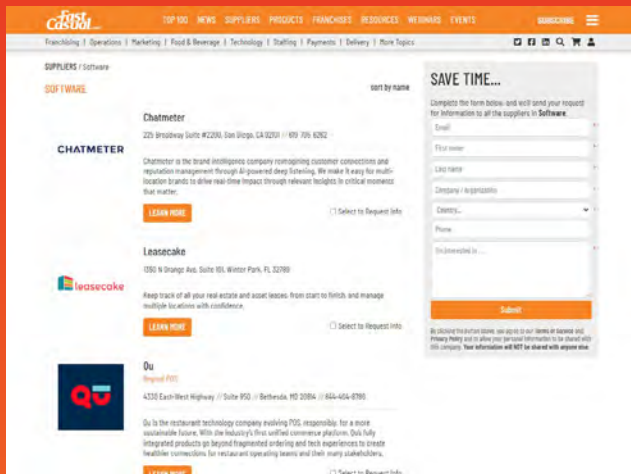 Fast Casual.
TOP 100 NEWS SUPPLIERS PRODUCTS FRANCHISES RESOURCES WEBINARS EVENTS SUBSCRIBE
Franchising | Operations | Marketing | Food & Beverage | Technology | Staffing | Payments | Delivery | More Topics
SUPPLIERS / Software
SOFTWARE
sort by name
CHATMETER
Chatmeter
225 Broadway Suite #2200, San Diego, CA 92101 //
Chatmeter is the brand intelligence company reimagining customer connections and
reputation management through AI-powered deep listening. We make it easy for multi-
location brands to drive real-time impact through relevant insights in critical moments
that matter.
LEARN MORE
Select to Request Info
leasecake
Leasecake
N Orange Ave, Suite 101, Winter Park, FL 32789
Keep track of all your real estate and asset leases, from start to finish, and manage
multiple locations with confidence.
LEARN MORE
Select to Request Info
QU
Qu
Beyond POS
4330 East-West Highway // Suite 950 // Bethesda, MD 20814 //
Qu is the restaurant technology company evolving POS, responsibly, for a more
sustainable future. With the industry's first unified commerce platform, Qu's fully
integrated products go beyond fragmented ordering and tech experiences to create
healthier connections for restaurant operating teams and their many stakeholders.
LEARN MORE
Select to Request Info
SAVE TIME...
Complete the form below, and we'll send your request
for information to all the suppliers in Software.
Email
First name
Last name
Company / organization
Country...
Phone
I'm interested in ...
Submit
By clicking the button above, you agree to our Terms of Service and
Privacy Policy and to allow your personal information to be shared with
this company. Your information will NOT be shared with anyone else.